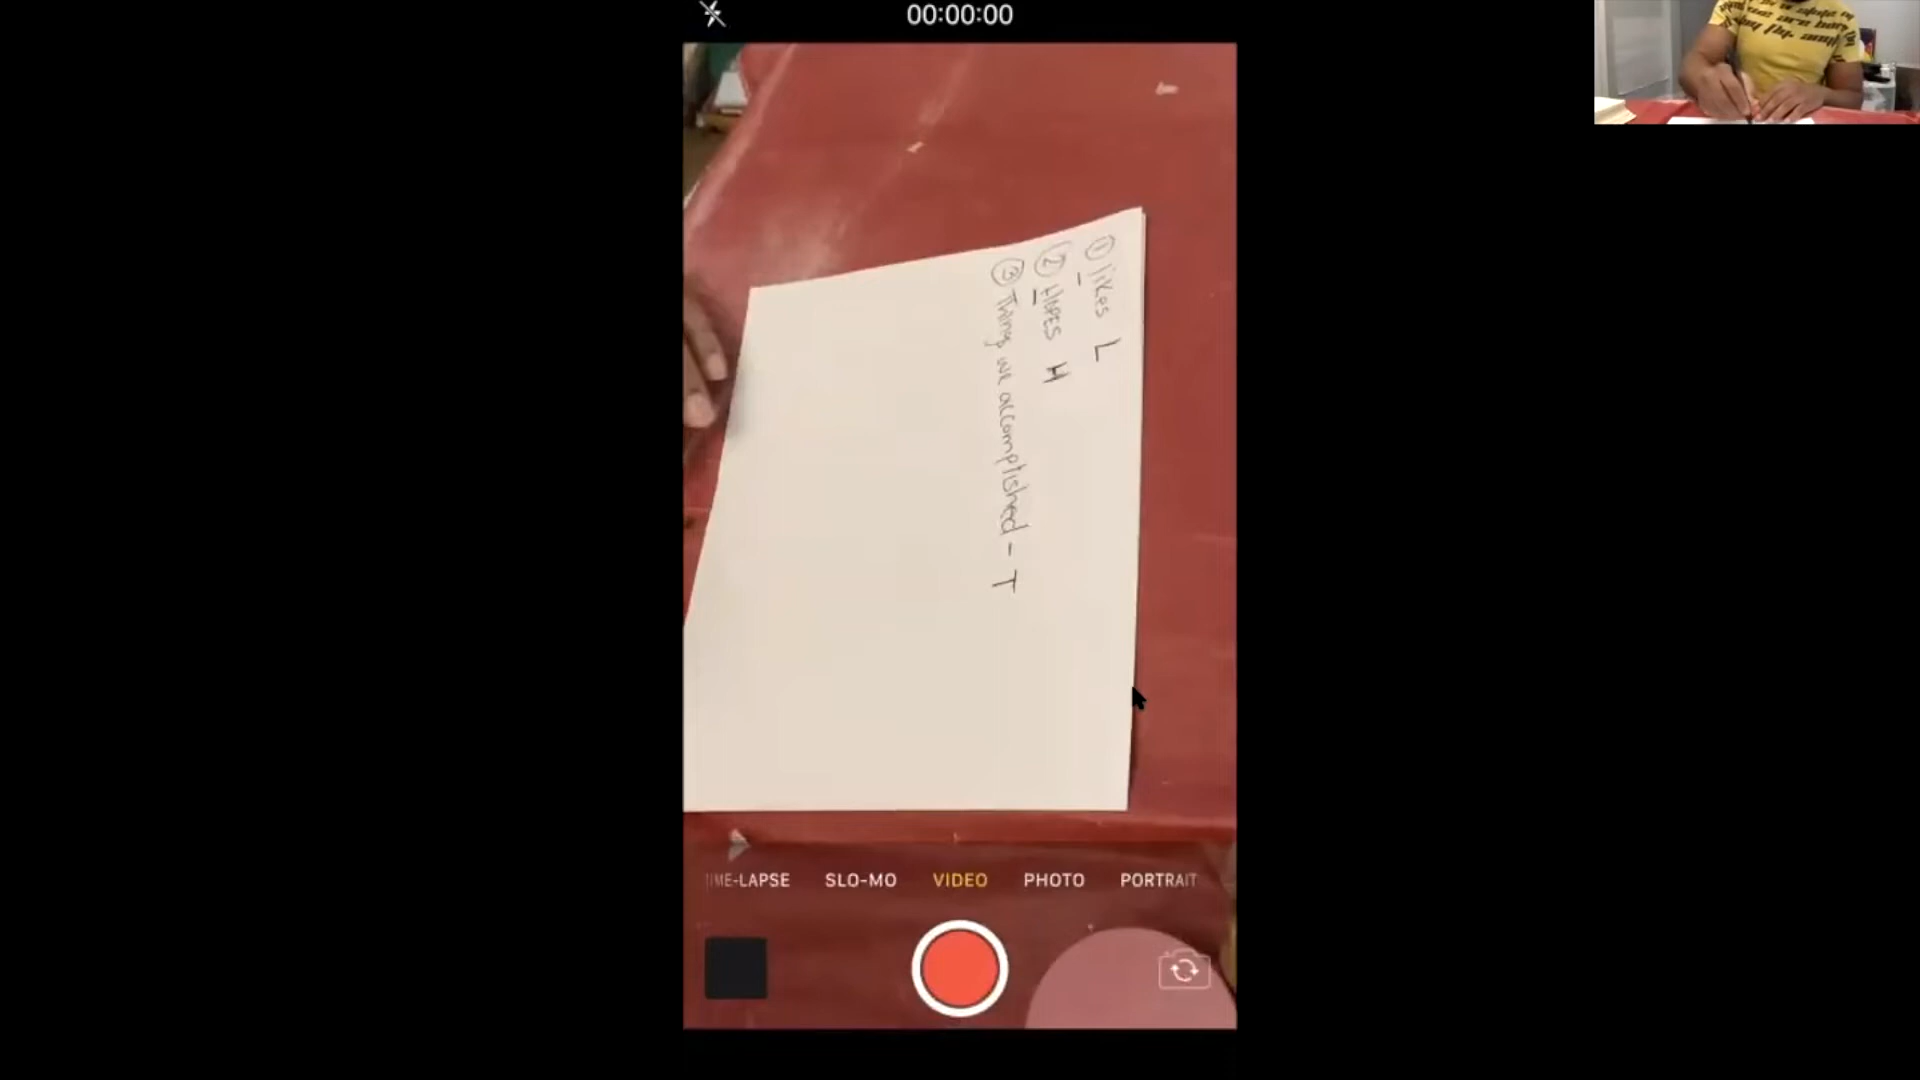 00:00:00
① likes L
② HOPES H
③ Things we accomplished - T
IME-LAPSE SLO-MO VIDEO PHOTO PORTRAIT